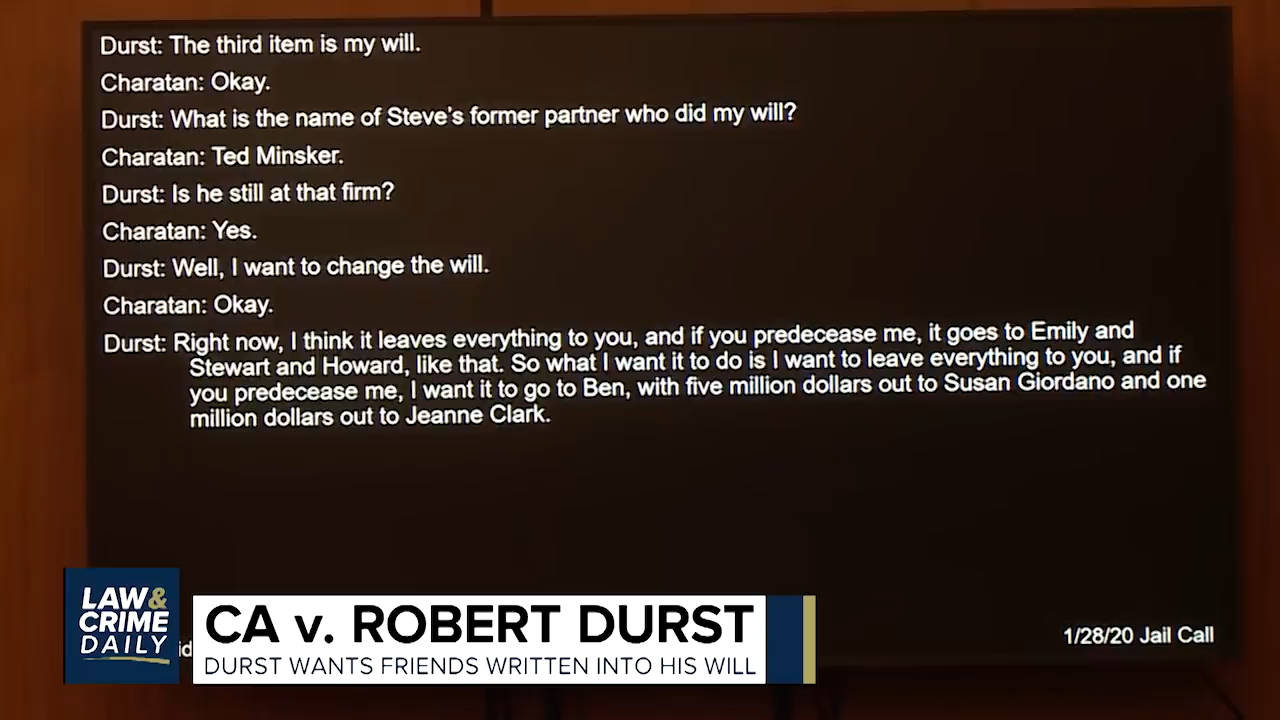 Durst: The third item is my will.
Charatan: Okay.
Durst: What is the name of Steve's former partner who did my will?
Charatan: Ted Minsker.
Durst: Is he still at that firm?
Charatan: Yes.
Durst: Well, I want to change the will.
Charatan: Okay.
Durst: Right now, I think it leaves everything to you, and if you predecease me, it goes to Emily and
Stewart and Howard, like that. So what I want it to do is I want to leave everything to you, and if
you predecease me, I want it to go to Ben, with five million dollars out to Susan Giordano and one
million dollars out to Jeanne Clark.
1/28/20 Jail Call
LAW&
CRIME
DAILY
CA v. ROBERT DURST
DURST WANTS FRIENDS WRITTEN INTO HIS WILL